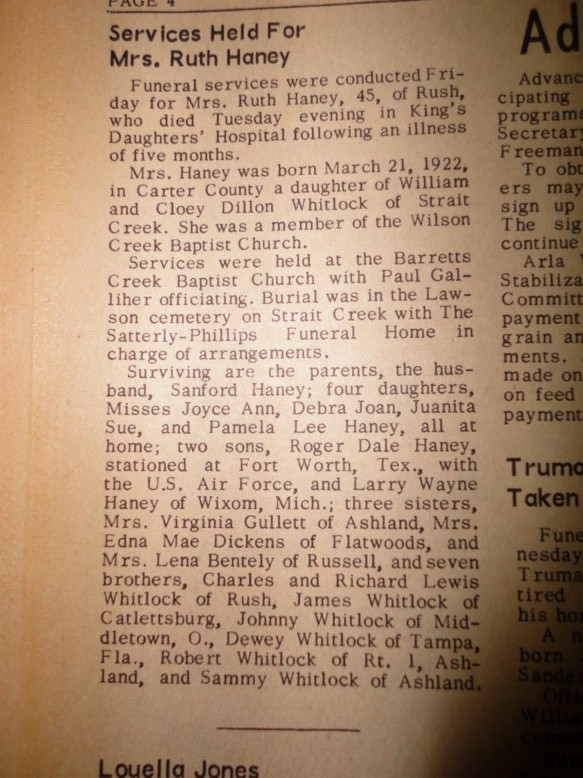 PAGE 4
Services Held For
Mrs. Ruth Haney
Funeral services were conducted Fri-
day for Mrs. Ruth Haney, 45, of Rush,
who died Tuesday evening in King's
Daughters' Hospital following an illness
of five months.
Mrs. Haney was born March 21, 1922,
in Carter County a daughter of William
and Cloey Dillon Whitlock of Strait
Creek. She was a member of the Wilson
Creek Baptist Church.
Services were held at the Barretts
Creek Baptist Church with Paul Gal-
liher officiating. Burial was in the Law-
son cemetery on Strait Creek with The
Satterly-Phillips Funeral Home in
charge of arrangements.
Surviving are the parents, the hus-
band, Sanford Haney; four daughters,
Misses Joyce Ann, Debra Joan, Juanita
Sue, and Pamela Lee Haney, all at
home; two sons, Roger Dale Haney,
stationed at Fort Worth, Tex., with
the U.S. Air Force, and Larry Wayne
Haney of Wixom, Mich.; three sisters,
Mrs. Virginia Gullett of Ashland, Mrs.
Edna Mae Dickens of Flatwoods, and
Mrs. Lena Bentely of Russell, and seven
brothers, Charles and Richard Lewis
Whitlock of Rush, James Whitlock of
Catlettsburg, Johnny Whitlock of Mid-
dletown, O., Dewey Whitlock of Tampa,
Fla., Robert Whitlock of Rt. 1, Ash-
land, and Sammy Whitlock of Ashland.
Louella Jones
Ad
Advanc
cipating
programs
Secretary
Freeman
To obt
ers may
sign up
The sig
continue
Arla
Stabiliza
Committ
payment
grain an
ments.
made on
on feed
payment
Truma
Taken
Fune
nesday
Truma
tired
his ho
A n
born
Sande
Willi